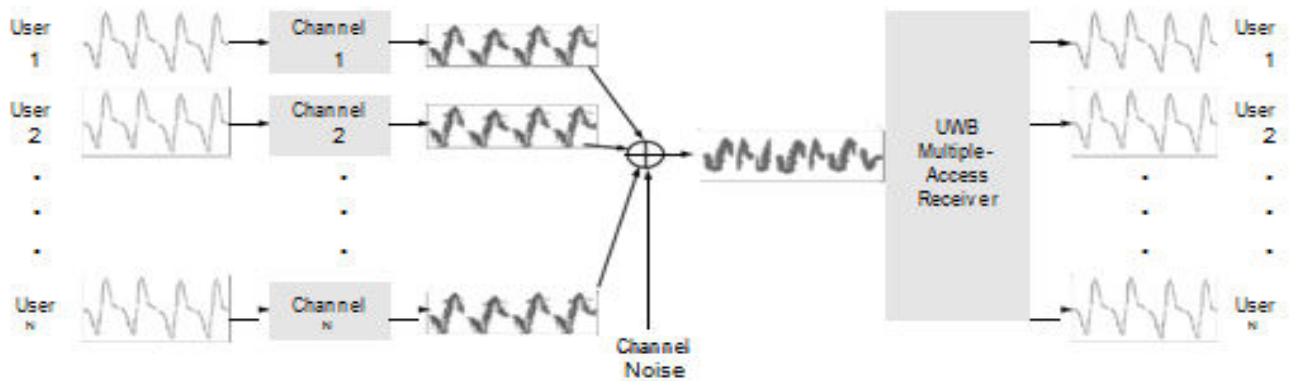 User
1
Channel
1
User
1
User
2
Channel
2
UWB
Multiple-
Access
Receiver
User
2
User
N
Channel
N
User
N
Channel
Noise